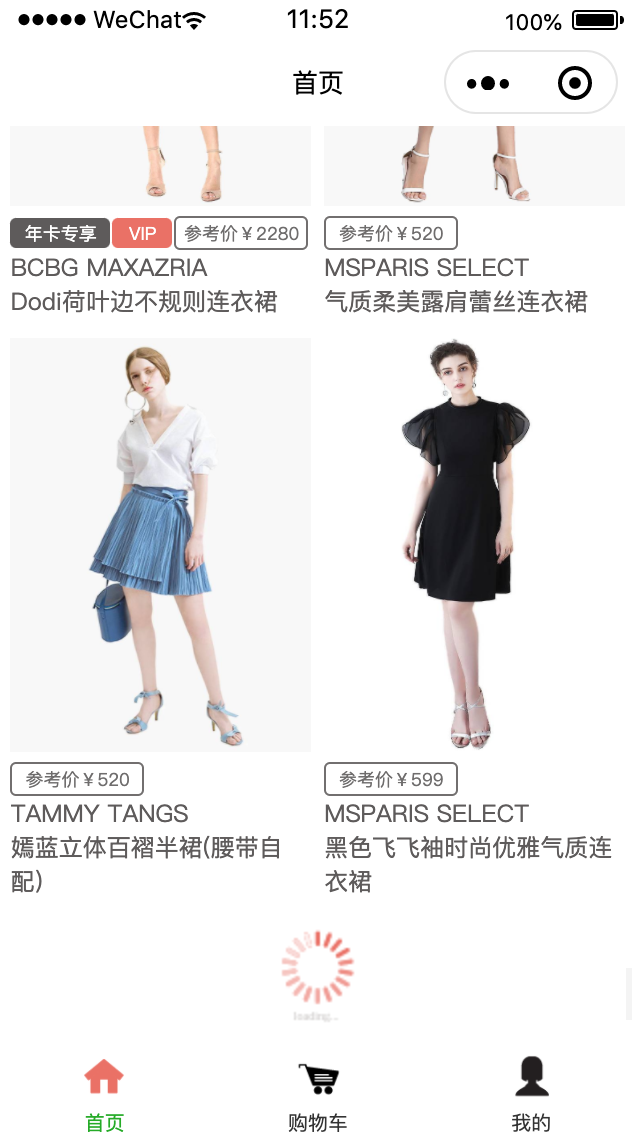 WeChat 11:52 100%
首页
年卡专享 VIP 参考价￥2280
BCBG MAXAZRIA
Dodi荷叶边不规则连衣裙
参考价￥520
MSPARIS SELECT
气质柔美露肩蕾丝连衣裙
参考价￥520
TAMMY TANGS
嫣蓝立体百褶半裙(腰带自
配)
参考价￥599
MSPARIS SELECT
黑色飞飞袖时尚优雅气质连
衣裙
loading...
首页 购物车 我的